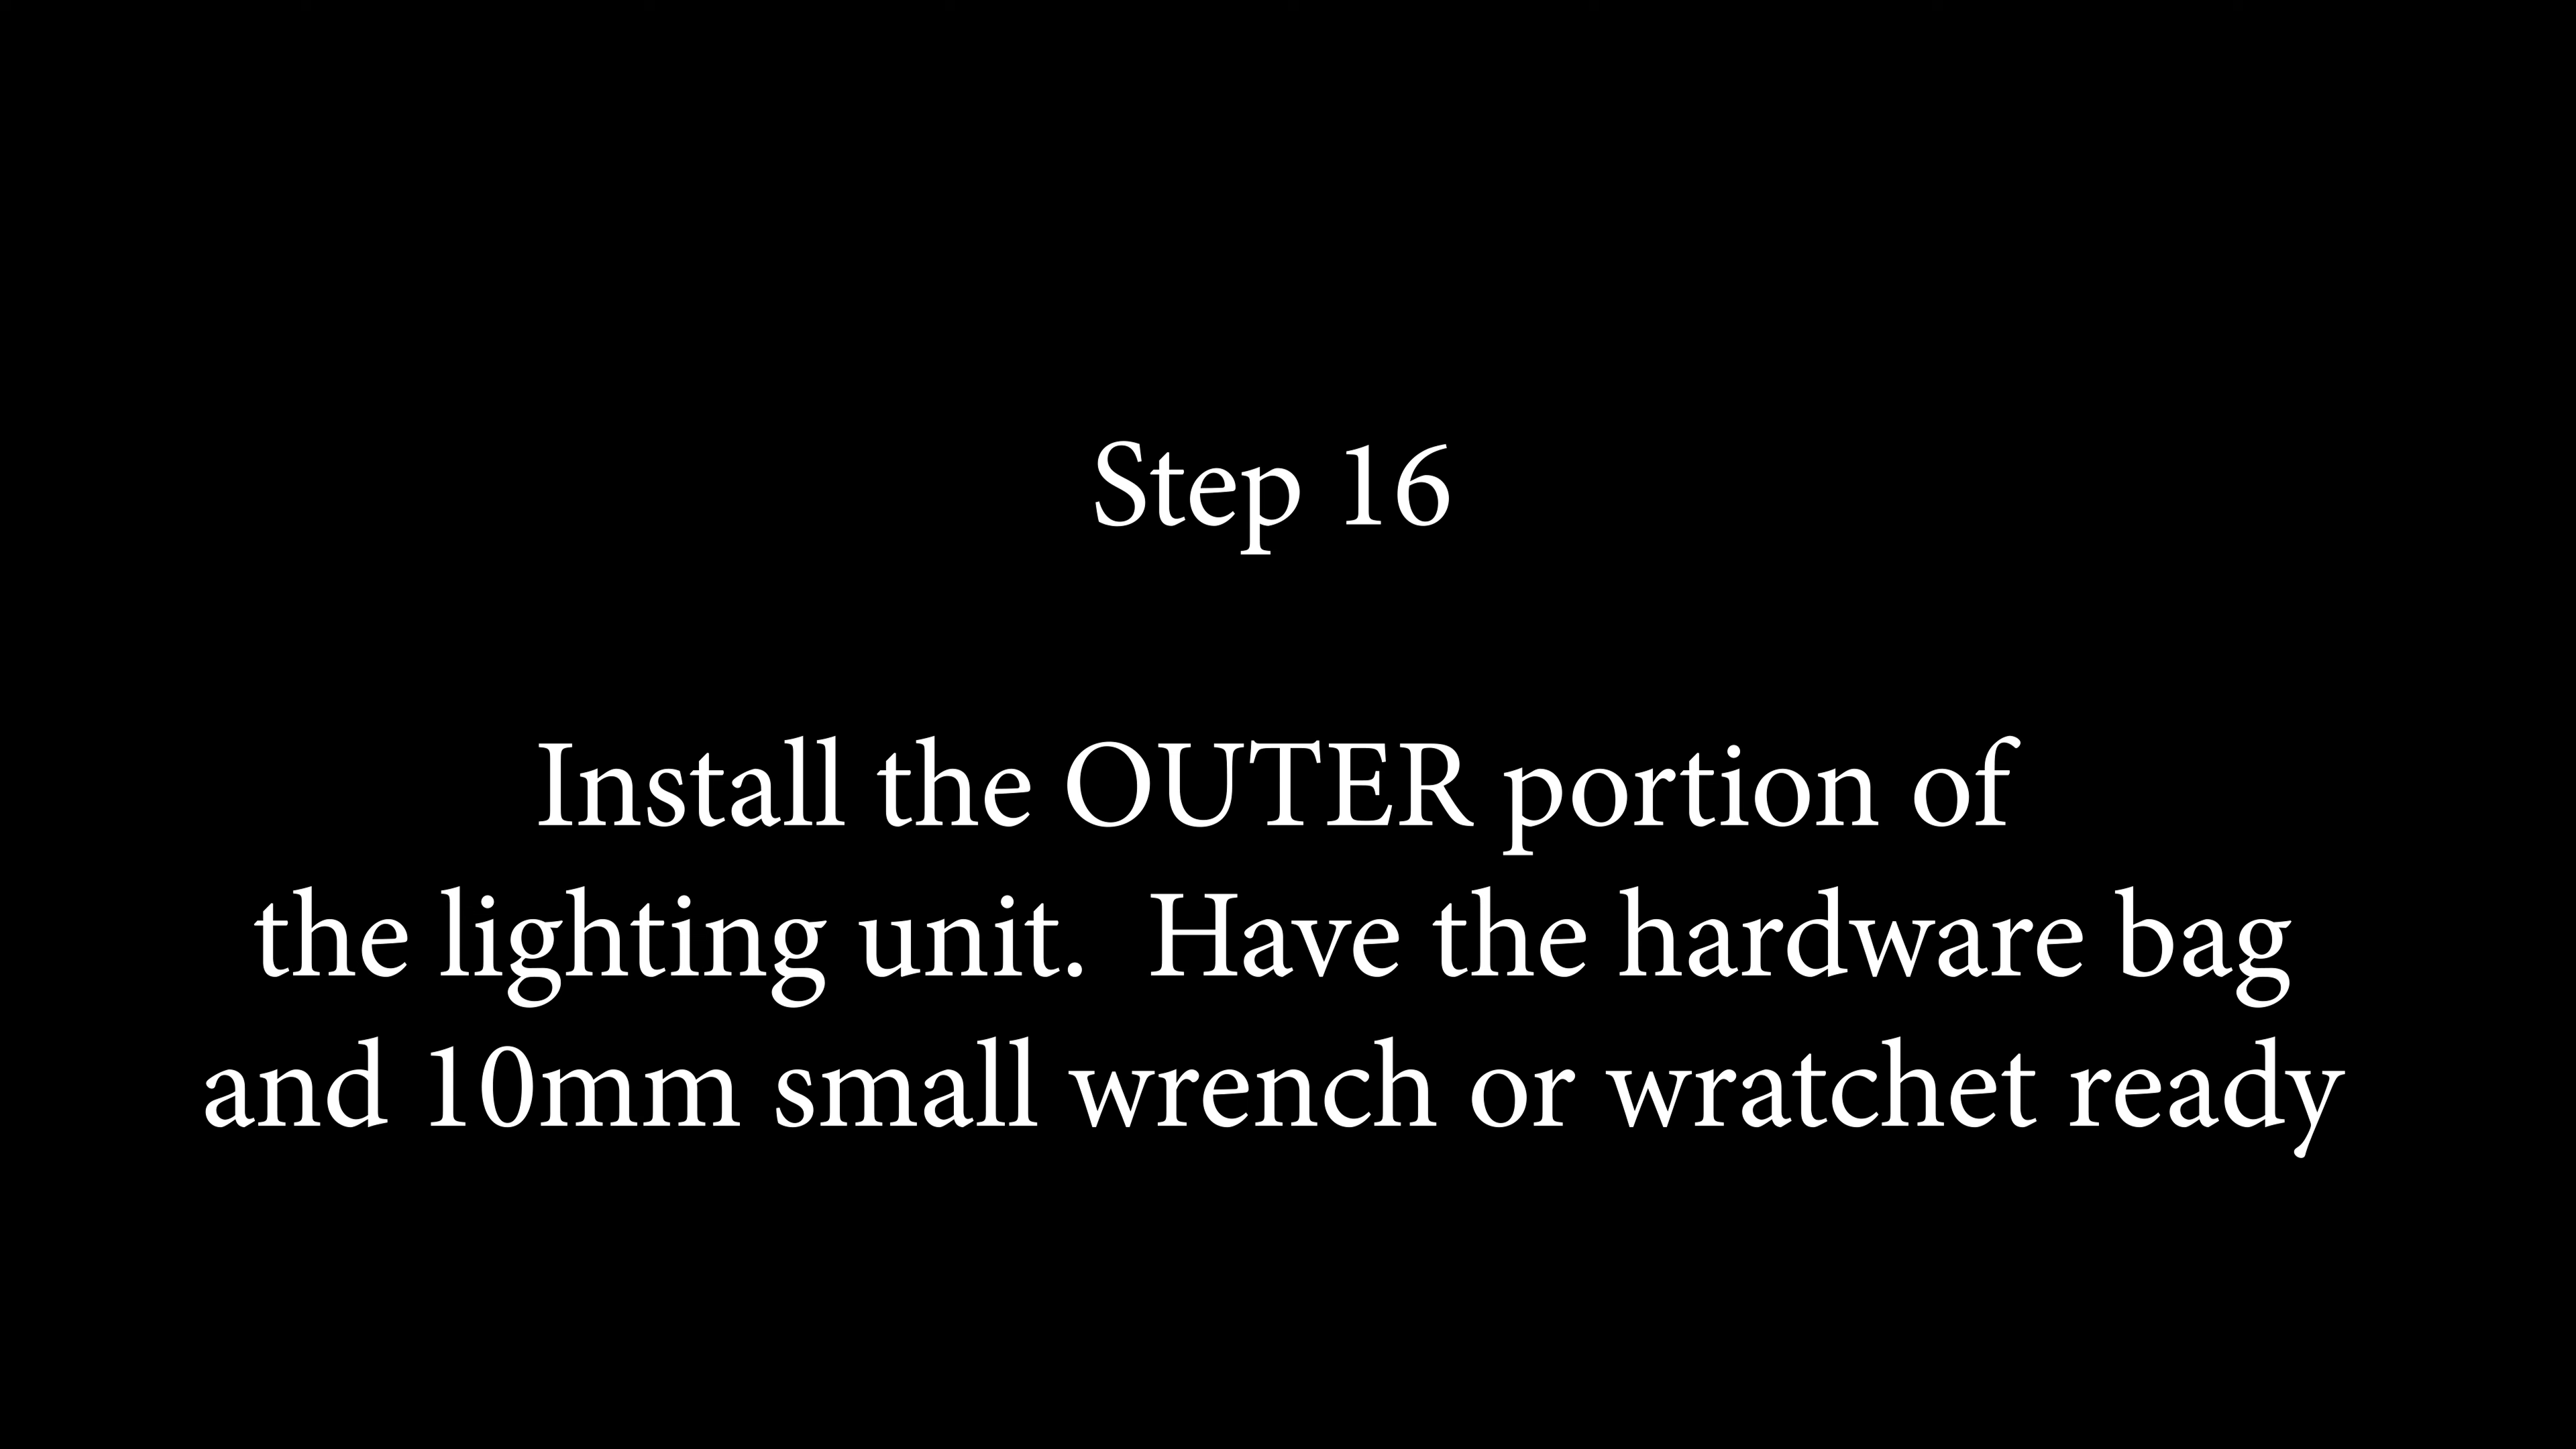 Step 16
Install the OUTER portion of
the lighting unit.  Have the hardware bag
and 10mm small wrench or wratchet ready